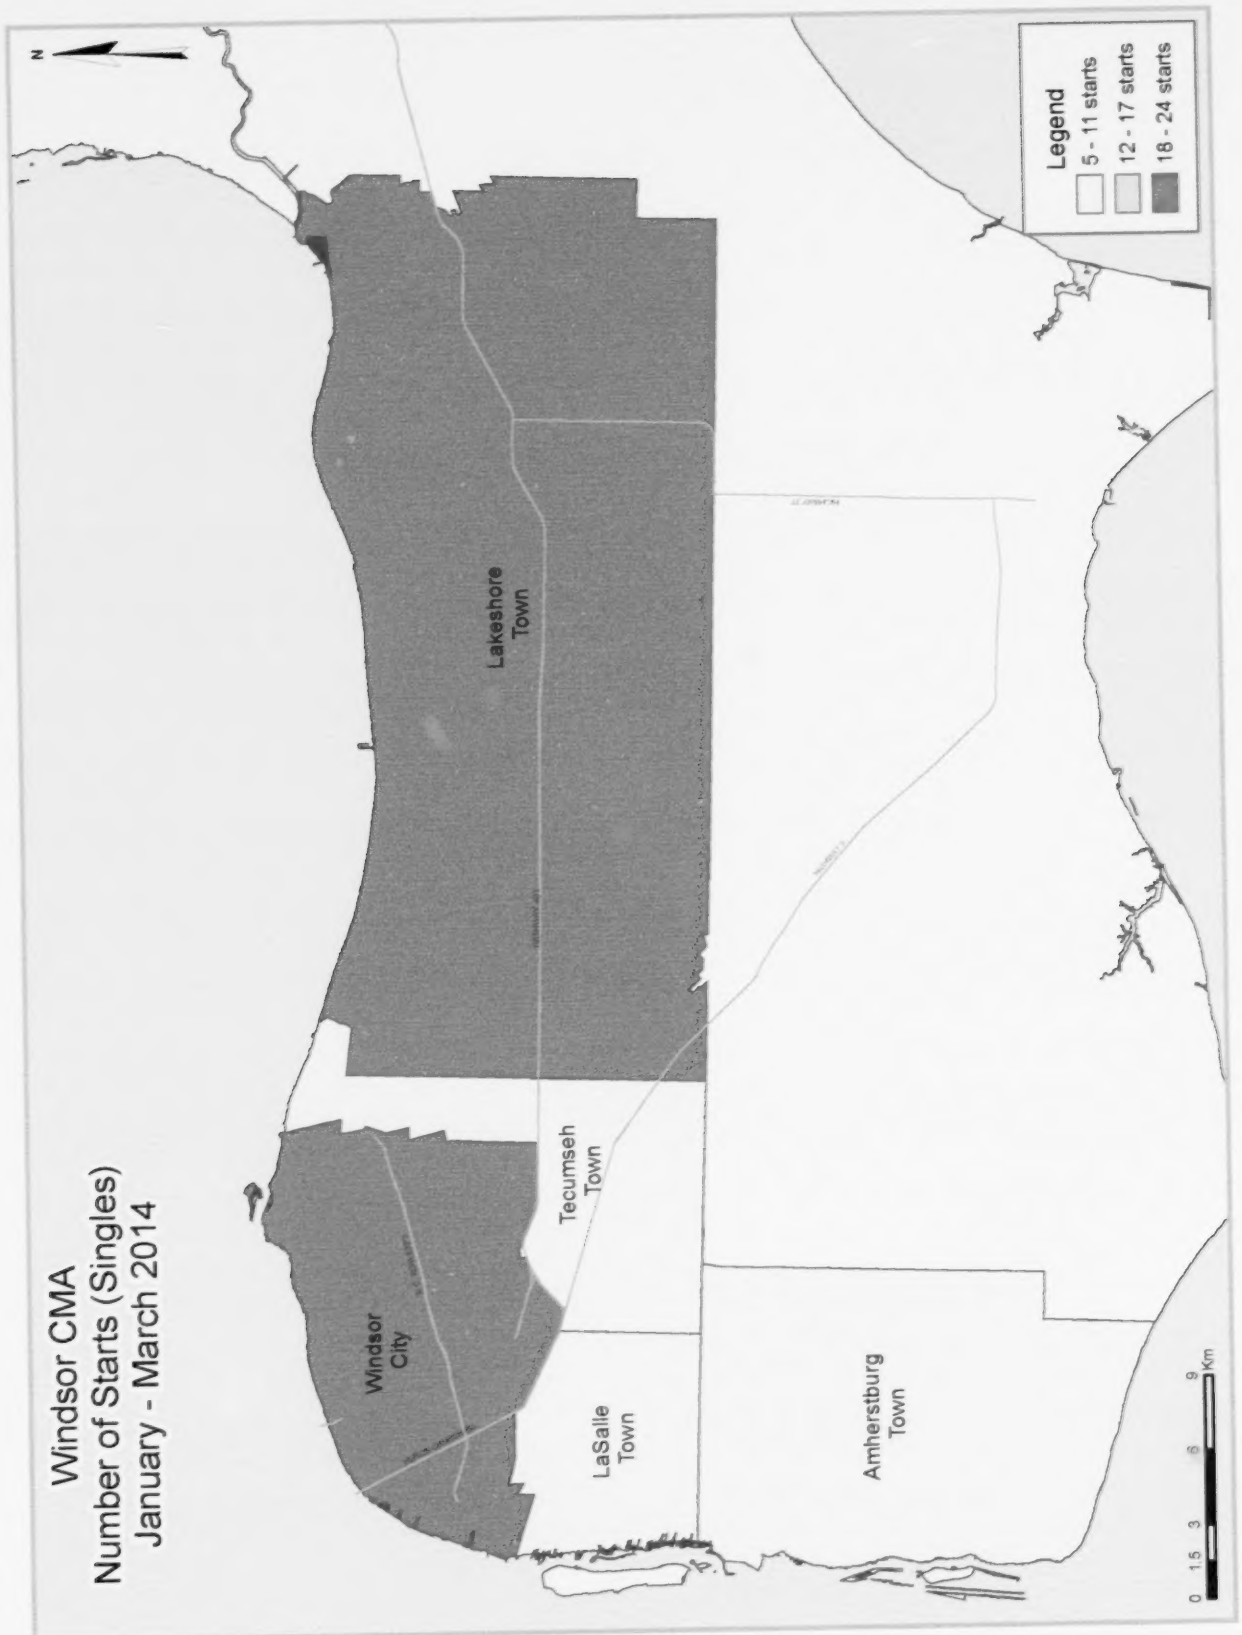 Windsor CMA
Number of Starts (Singles)
January - March 2014
N
Windsor
City
Lakeshore
Town
Tecumseh
Town
LaSalle
Town
Amherstburg
Town
0 1.5 3 6 9
Km
Legend
5 - 11 starts
12 - 17 starts
18 - 24 starts